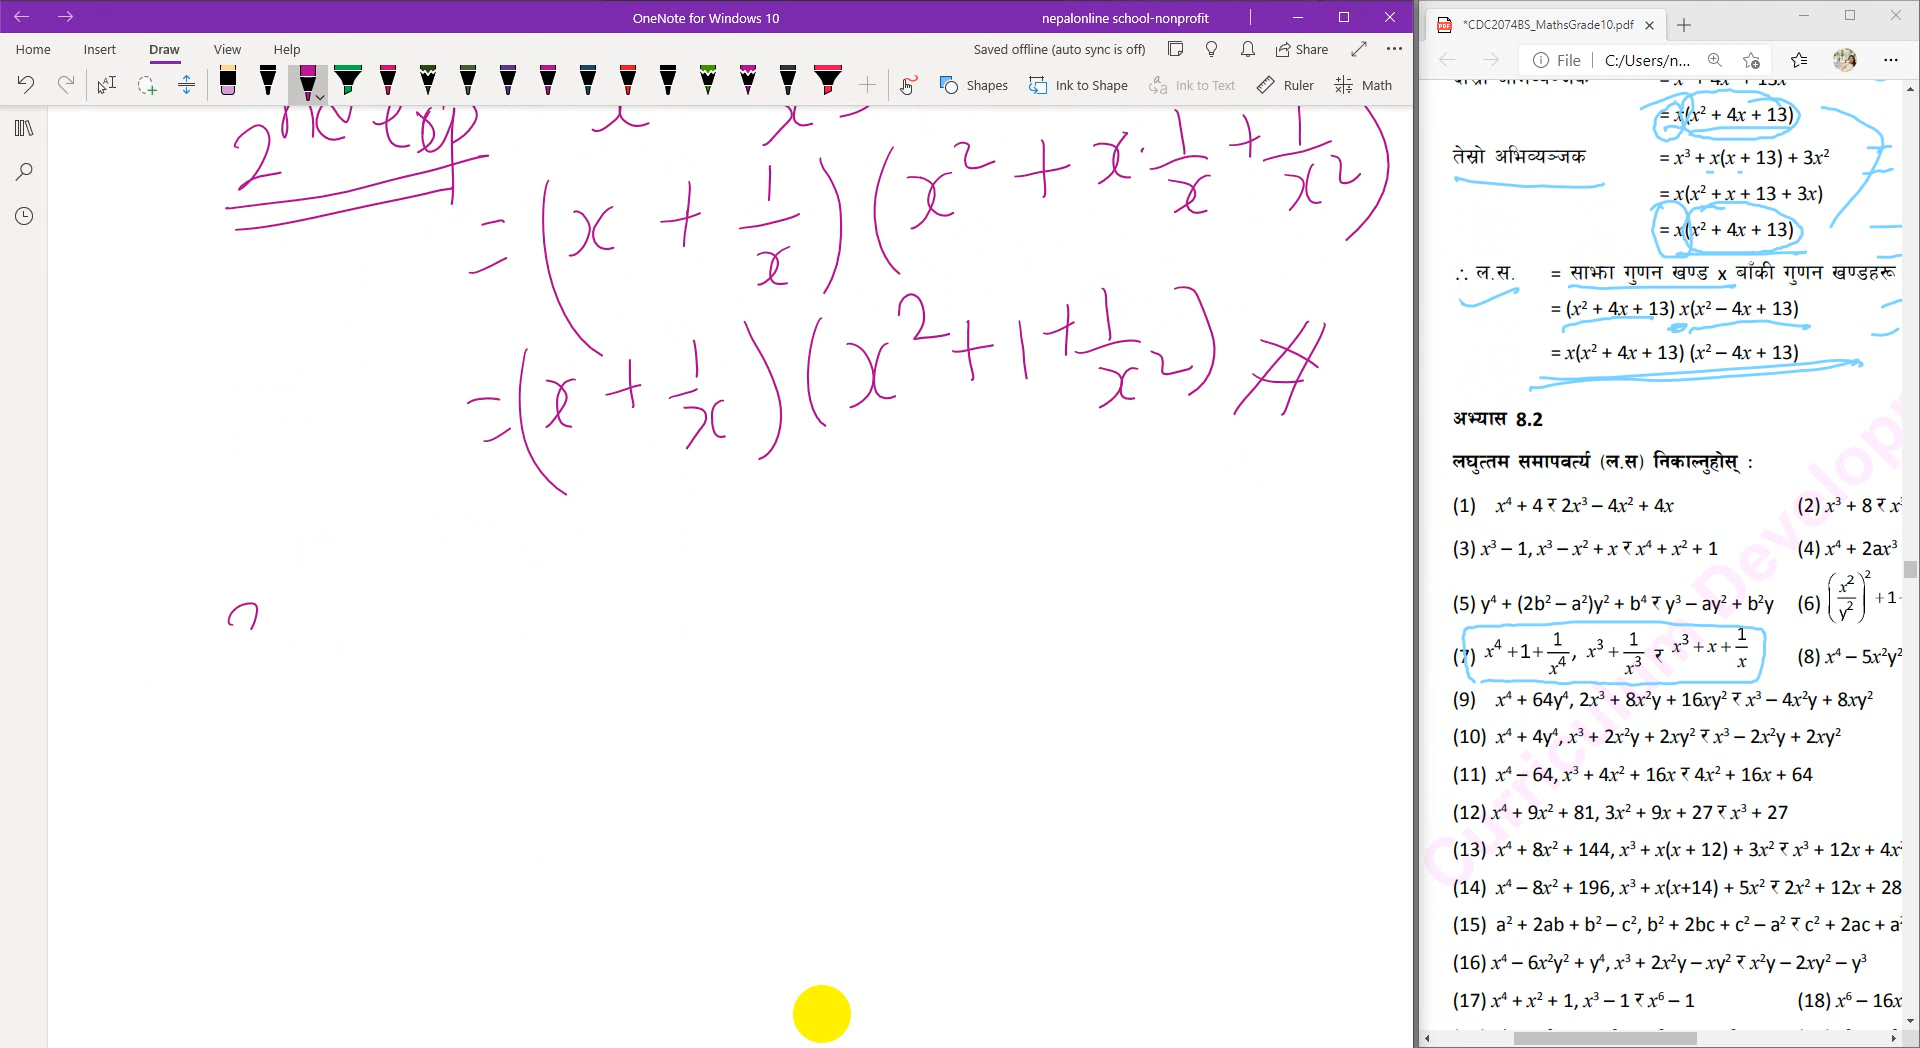 OneNote for Windows 10
nepalonline school-nonprofit
Home Insert Draw View Help
Saved offline (auto sync is off)
Share
Shapes
Ink to Shape
Ink to Text
Ruler
Math
2nd exp
= (x + 1/x) (x² + x·1/x + 1/x²)
= (x + 1/x) (x² + 1 + 1/x²)
*CDC2074BS_MathsGrade10.pdf
File C:/Users/n...
= x(x² + 4x + 13)
तेस्रो अभिव्यञ्जक = x³ + x(x + 13) + 3x²
= x(x² + x + 13 + 3x)
= x(x² + 4x + 13)
∴ ल.स. = साझा गुणन खण्ड x बाँकी गुणन खण्डहरू
= (x² + 4x + 13) x(x² – 4x + 13)
= x(x² + 4x + 13) (x² – 4x + 13)
अभ्यास 8.2
लघुत्तम समापवर्त्य (ल.स) निकाल्नुहोस् :
(1) x⁴ + 4 र 2x³ – 4x² + 4x (2) x³ + 8 र x³
(3) x³ – 1, x³ – x² + x र x⁴ + x² + 1 (4) x⁴ + 2ax³
(5) y⁴ + (2b² – a²)y² + b⁴ र y³ – ay² + b²y (6) (x²/y²)² +1
(7) x⁴ +1+ 1/x⁴, x³ + 1/x³ र x³ +x+ 1/x (8) x⁴ – 5x²y²
(9) x⁴ + 64y⁴, 2x³ + 8x²y + 16xy² र x³ – 4x²y + 8xy²
(10) x⁴ + 4y⁴, x³ + 2x²y + 2xy² र x³ – 2x²y + 2xy²
(11) x⁴ – 64, x³ + 4x² + 16x र 4x² + 16x + 64
(12) x⁴ + 9x² + 81, 3x² + 9x + 27 र x³ + 27
(13) x⁴ + 8x² + 144, x³ + x(x + 12) + 3x² र x³ + 12x + 4x²
(14) x⁴ – 8x² + 196, x³ + x(x+14) + 5x² र 2x² + 12x + 28
(15) a² + 2ab + b² – c², b² + 2bc + c² – a² र c² + 2ac + a²
(16) x⁴ – 6x²y² + y⁴, x³ + 2x²y – xy² र x²y – 2xy² – y³
(17) x⁴ + x² + 1, x³ – 1 र x⁶ – 1 (18) x⁶ – 16x
Curriculum Develop